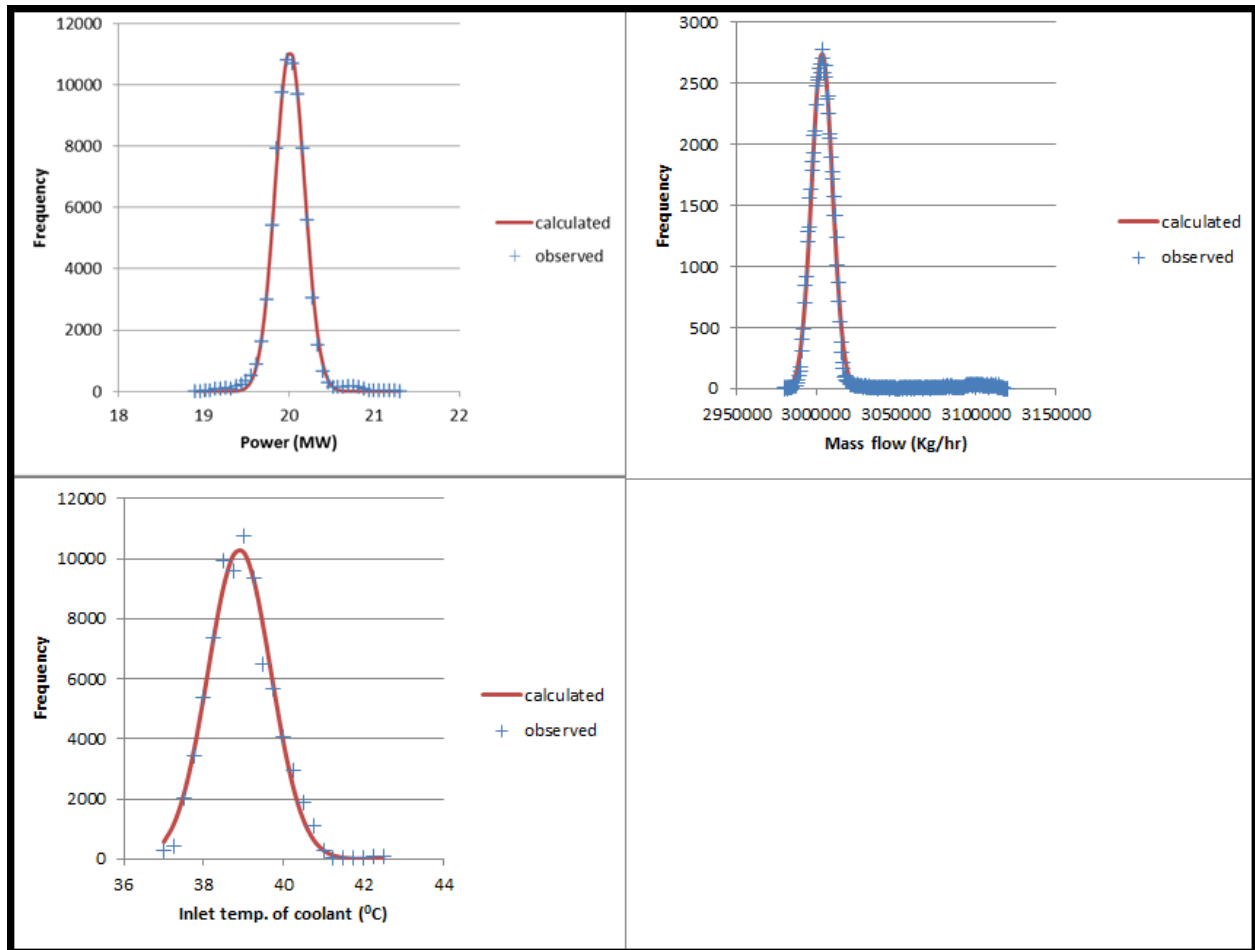 12000
10000
8000
6000
4000
2000
0
18 19 20 21 22
Frequency
Power (MW)
calculated
observed
3000
2500
2000
1500
1000
500
0
2950000 3000000 3050000 3100000 3150000
Frequency
Mass flow (Kg/hr)
calculated
observed
12000
10000
8000
6000
4000
2000
0
36 38 40 42 44
Frequency
Inlet temp. of coolant (⁰C)
calculated
observed